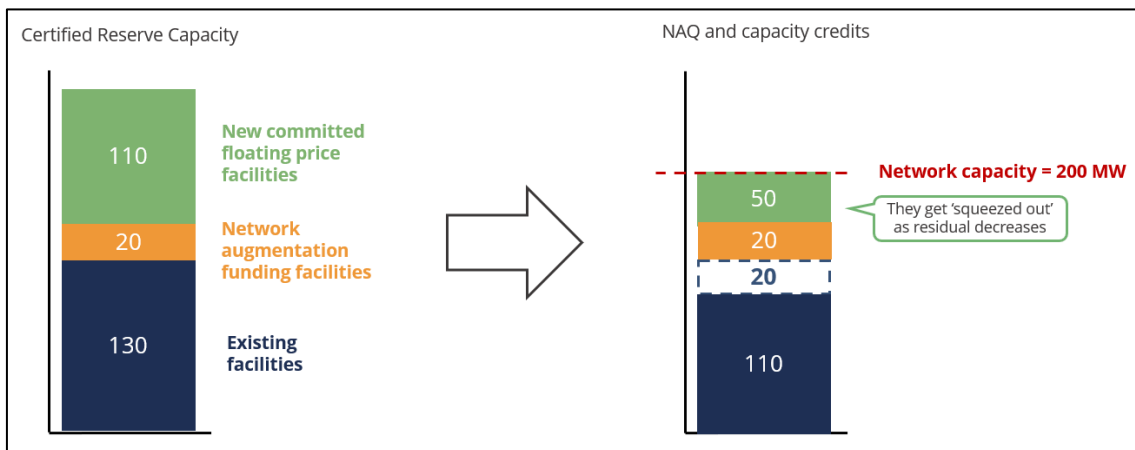 Certified Reserve Capacity
110
New committed
floating price
facilities
20
Network
augmentation
funding facilities
130
Existing
facilities
NAQ and capacity credits
Network capacity = 200 MW
50
They get ‘squeezed out’
as residual decreases
20
20
110